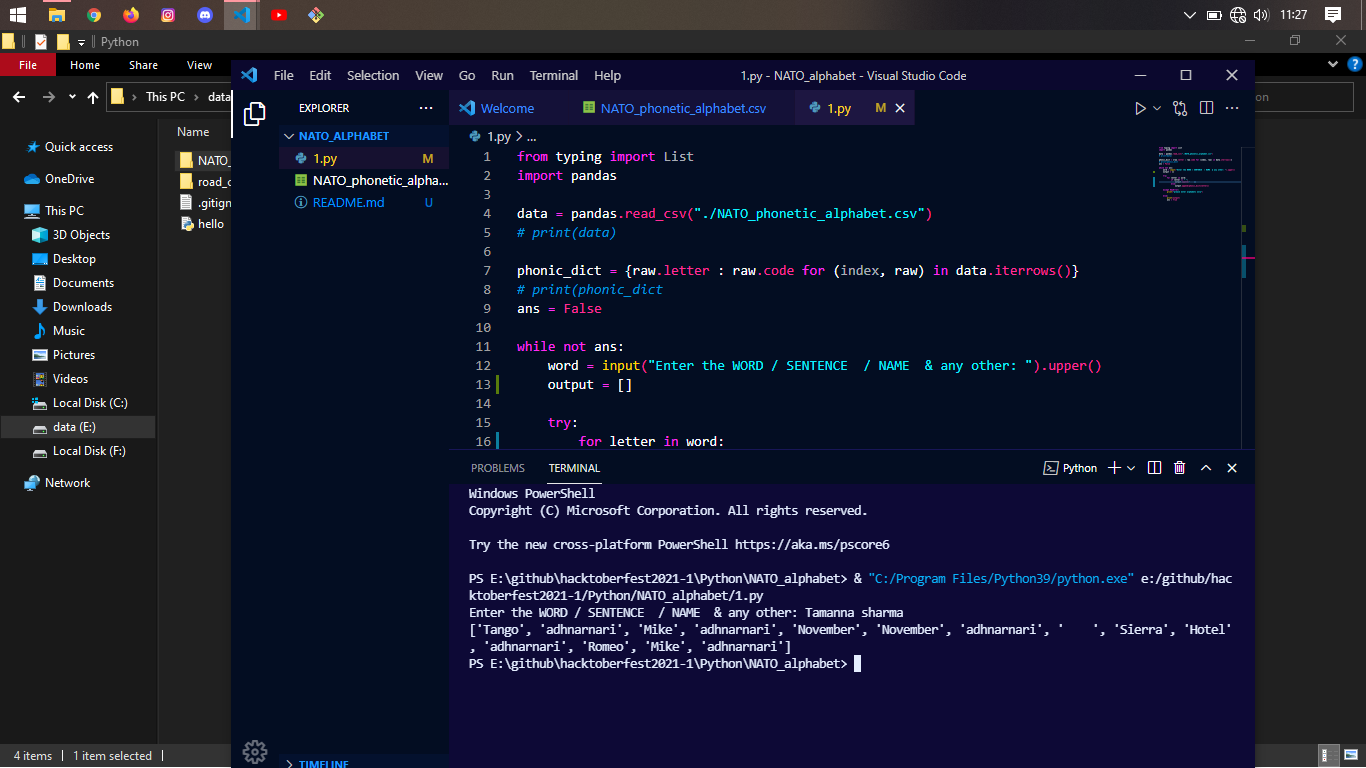 11:27
Python
File Home Share View
This PC data
Name
Quick access
OneDrive
This PC
3D Objects
Desktop
Documents
Downloads
Music
Pictures
Videos
Local Disk (C:)
data (E:)
Local Disk (F:)
Network
NATO_
road_c
.gitign
hello
4 items 1 item selected
File Edit Selection View Go Run Terminal Help
1.py - NATO_alphabet - Visual Studio Code
EXPLORER ...
NATO_ALPHABET
1.py M
NATO_phonetic_alpha...
README.md U
TIMELINE
Welcome NATO_phonetic_alphabet.csv 1.py M
1.py > ...
1 from typing import List
2 import pandas
3
4 data = pandas.read_csv("./NATO_phonetic_alphabet.csv")
5 # print(data)
6
7 phonic_dict = {raw.letter : raw.code for (index, raw) in data.iterrows()}
8 # print(phonic_dict
9 ans = False
10
11 while not ans:
12 word = input("Enter the WORD / SENTENCE  / NAME  & any other: ").upper()
13 output = []
14
15 try:
16 for letter in word:
PROBLEMS TERMINAL Python
Windows PowerShell
Copyright (C) Microsoft Corporation. All rights reserved.
Try the new cross-platform PowerShell https://aka.ms/pscore6
PS E:\github\hacktoberfest2021-1\Python\NATO_alphabet> & "C:/Program Files/Python39/python.exe" e:/github/hac
ktoberfest2021-1/Python/NATO_alphabet/1.py
Enter the WORD / SENTENCE  / NAME  & any other: Tamanna sharma
['Tango', 'adhnarnari', 'Mike', 'adhnarnari', 'November', 'November', 'adhnarnari', '    ', 'Sierra', 'Hotel'
, 'adhnarnari', 'Romeo', 'Mike', 'adhnarnari']
PS E:\github\hacktoberfest2021-1\Python\NATO_alphabet>